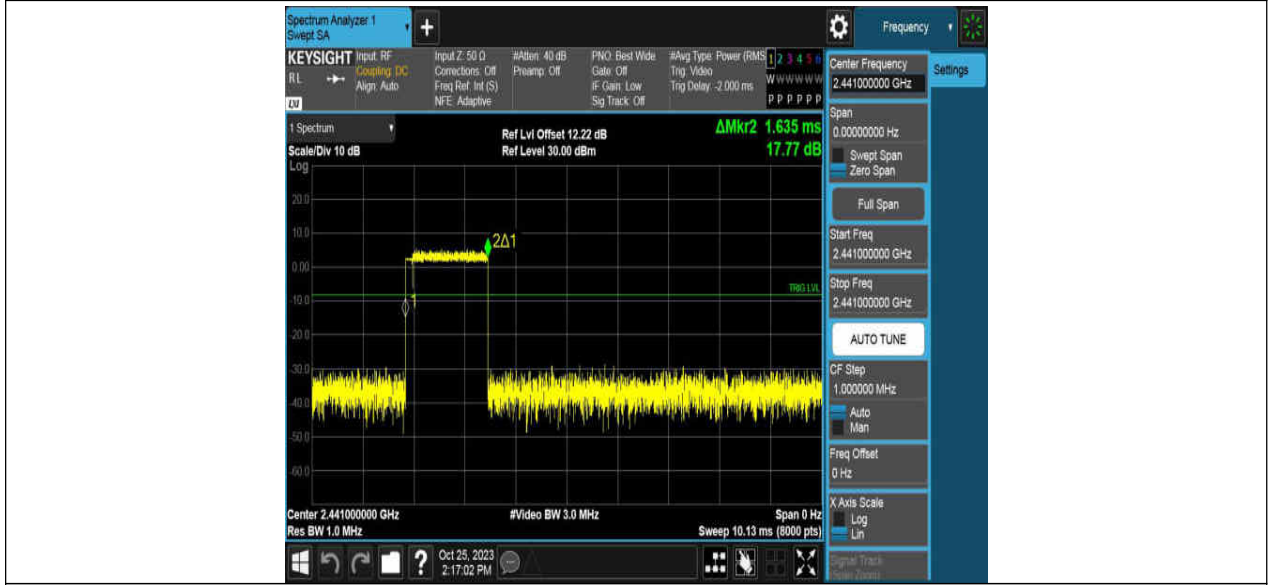 Spectrum Analyzer 1
Swept SA
+
Frequency
KEYSIGHT
RL
LV
Input: RF
Coupling: DC
Align: Auto
Input Z: 50 Ω
Corrections: Off
Freq Ref: Int (S)
NFE: Adaptive
#Atten: 40 dB
Preamp: Off
PNO: Best Wide
Gate: Off
IF Gain: Low
Sig Track: Off
#Avg Type: Power (RMS
Trig: Video
Trig Delay: -2.000 ms
1 2 3 4 5 6
W W W W W W
P P P P P P
Center Frequency
2.441000000 GHz
Settings
1 Spectrum
Scale/Div 10 dB
Log
Ref Lvl Offset 12.22 dB
Ref Level 30.00 dBm
ΔMkr2 1.635 ms
17.77 dB
20.0
10.0
0.00
-10.0
-20.0
-30.0
-40.0
-50.0
-60.0
2Δ1
1
TRIG LVL
Span
0.00000000 Hz
Swept Span
Zero Span
Full Span
Start Freq
2.441000000 GHz
Stop Freq
2.441000000 GHz
AUTO TUNE
CF Step
1.000000 MHz
Auto
Man
Freq Offset
0 Hz
X Axis Scale
Log
Lin
Signal Track
(Span Zoom)
Center 2.441000000 GHz
Res BW 1.0 MHz
#Video BW 3.0 MHz
Span 0 Hz
Sweep 10.13 ms (8000 pts)
?
Oct 25, 2023
2:17:02 PM